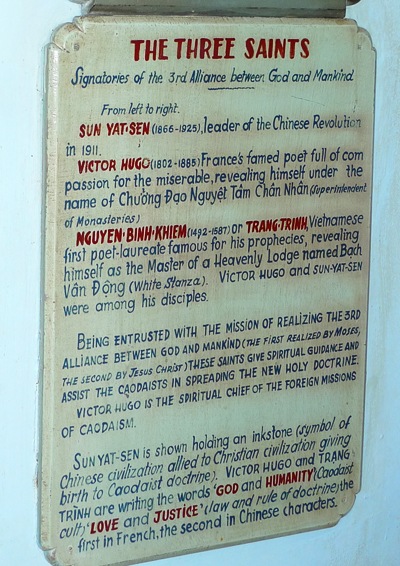 THE THREE SAINTS
Signatories of the 3rd Alliance between God and Mankind
From left to right.
SUN YAT-SEN (1866-1925), leader of the Chinese Revolution
in 1911.
VICTOR HUGO (1802-1885) France's famed poet full of com
passion for the miserable, revealing himself under the
name of Chưởng Đạo Nguyệt Tâm Chân Nhân (Superintendent
of Monasteries)
NGUYEN-BINH-KHIEM (1492-1587) or TRANG-TRINH, Vietnamese
first poet-laureate famous for his prophecies, revealing
himself as the Master of a Heavenly Lodge named Bạch
Vân Động (White Stanza). VICTOR HUGO and SUN-YAT-SEN
were among his disciples.
BEING ENTRUSTED WITH THE MISSION OF REALIZING THE 3RD
ALLIANCE BETWEEN GOD AND MANKIND (THE FIRST REALIZED BY MOSES,
THE SECOND BY JESUS CHRIST) THESE SAINTS GIVE SPIRITUAL GUIDANCE AND
ASSIST THE CAODAISTS IN SPREADING THE NEW HOLY DOCTRINE.
VICTOR HUGO IS THE SPIRITUAL CHIEF OF THE FOREIGN MISSIONS
OF CAODAISM.
SUN YAT-SEN is shown holding an inkstone (symbol of
Chinese civilization allied to Christian civilization giving
birth to Caodaist doctrine). VICTOR HUGO and TRANG
TRÌNH are writing the words "GOD and HUMANITY" (Caodaist
cult) "LOVE and JUSTICE" (law and rule of doctrine) the
first in French, the second in Chinese characters.